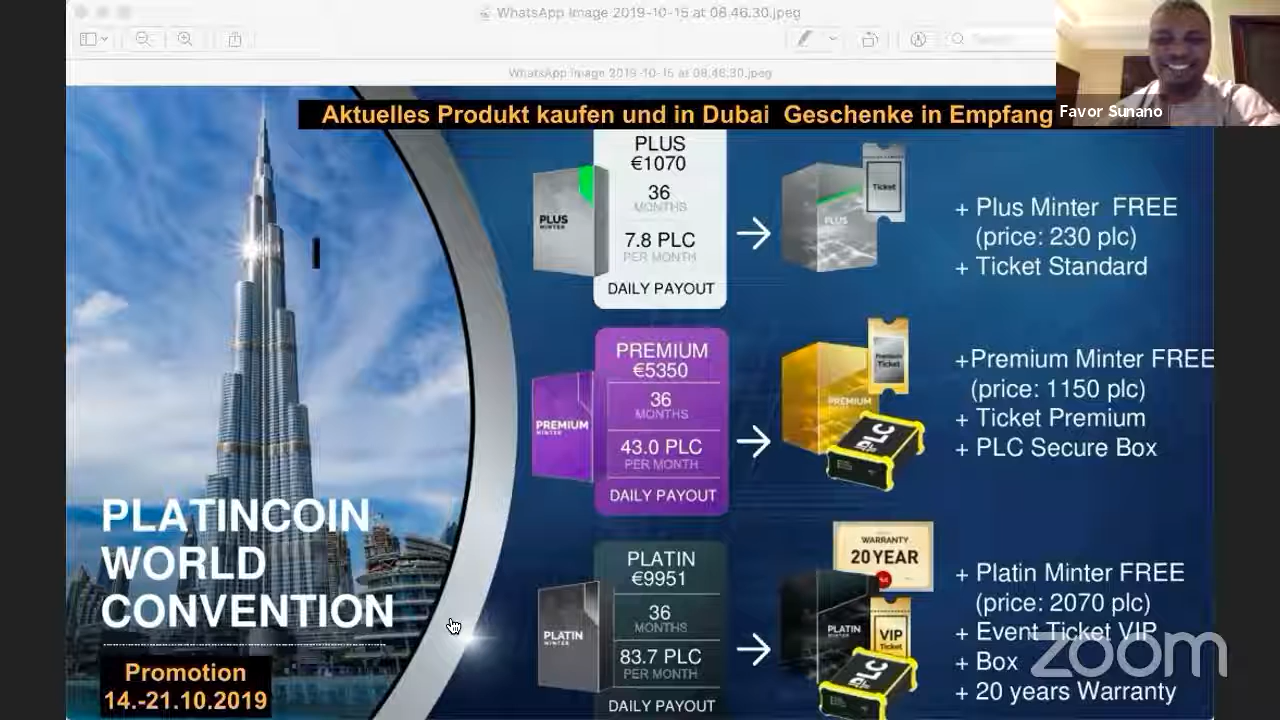 WhatsApp Image 2019-10-15 at 08.46.30.jpeg
Search
WhatsApp Image 2019-10-15 at 08.46.30.jpeg
Favor Sunano
Aktuelles Produkt kaufen und in Dubai Geschenke in Empfang
PLUS
€1070
36
MONTHS
7.8 PLC
PER MONTH
DAILY PAYOUT
PLUS
MINTER
PLUS
Ticket
+ Plus Minter FREE
(price: 230 plc)
+ Ticket Standard
PREMIUM
€5350
36
MONTHS
43.0 PLC
PER MONTH
DAILY PAYOUT
PREMIUM
MINTER
PREMIUM
Premium
Ticket
PLC
+Premium Minter FREE
(price: 1150 plc)
+ Ticket Premium
+ PLC Secure Box
PLATIN
€9951
36
MONTHS
83.7 PLC
PER MONTH
DAILY PAYOUT
PLATIN
MINTER
WARRANTY
20 YEAR
PLATIN
MINTER
VIP
Ticket
PLC
+ Platin Minter FREE
(price: 2070 plc)
+ Event Ticket VIP
+ Box
+ 20 years Warranty
PLATINCOIN
WORLD
CONVENTION
Promotion
14.-21.10.2019
zoom